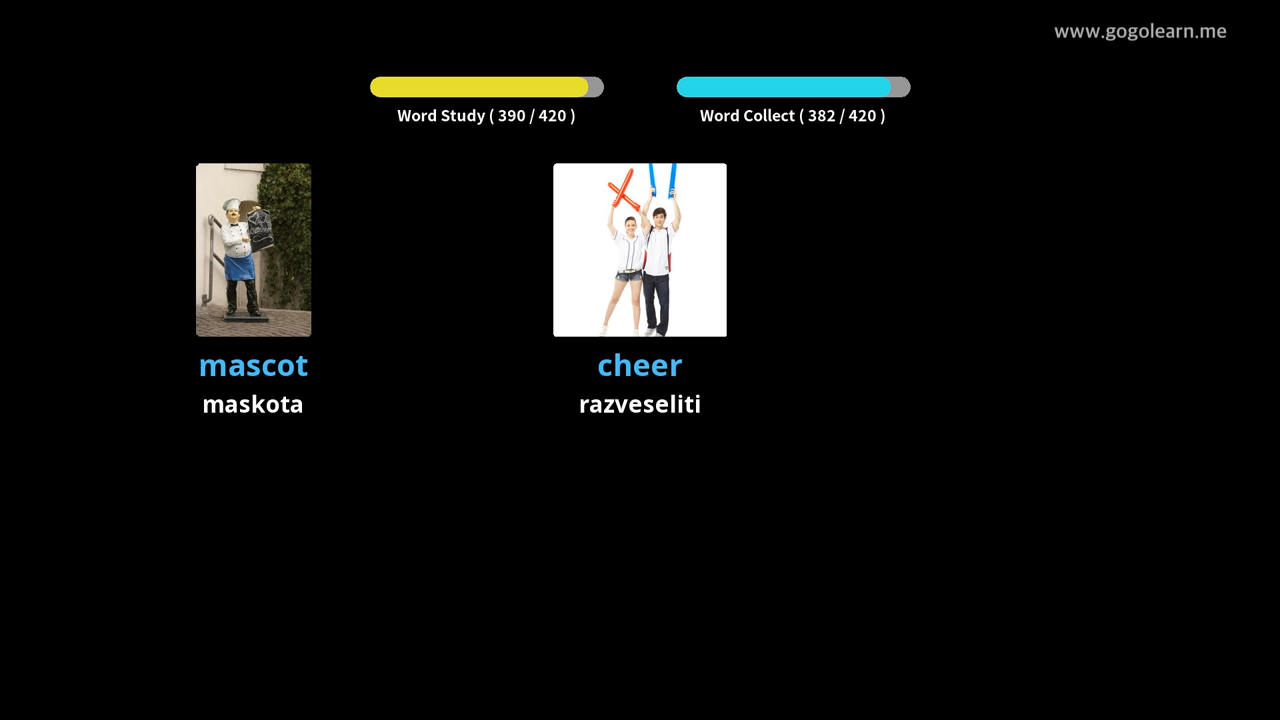 www.gogolearn.me
Word Study ( 390 / 420 )
Word Collect ( 382 / 420 )
mascot
maskota
cheer
razveseliti